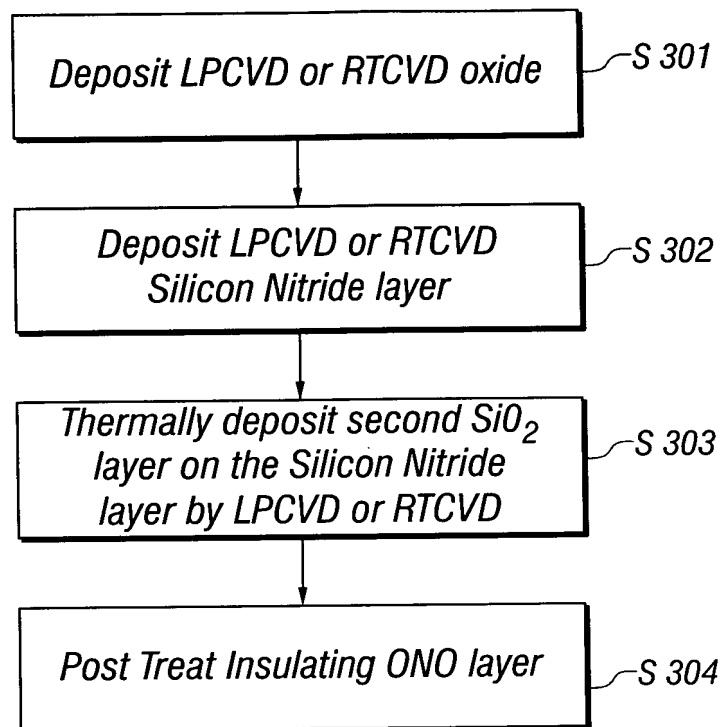 Deposit LPCVD or RTCVD oxide
S 301
Deposit LPCVD or RTCVD
Silicon Nitride layer
S 302
Thermally deposit second SiO₂
layer on the Silicon Nitride
layer by LPCVD or RTCVD
S 303
Post Treat Insulating ONO layer
S 304